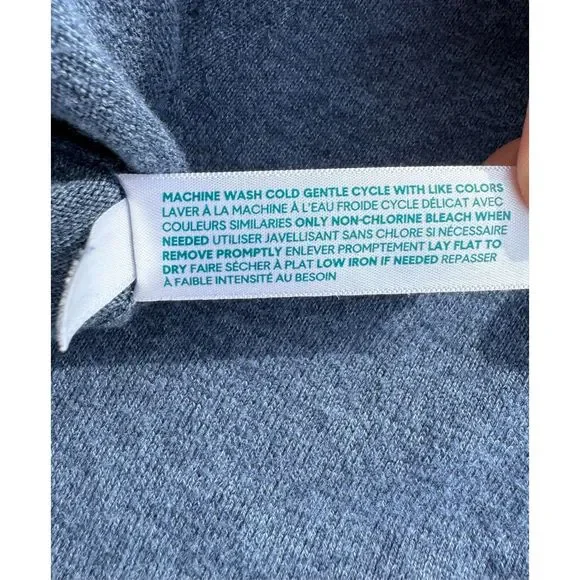 MACHINE WASH COLD GENTLE CYCLE WITH LIKE COLORS
LAVER À LA MACHINE À L'EAU FROIDE CYCLE DÉLICAT AVEC
COULEURS SIMILARIES ONLY NON-CHLORINE BLEACH WHEN
NEEDED UTILISER JAVELLISANT SANS CHLORE SI NÉCESSAIRE
REMOVE PROMPTLY ENLEVER PROMPTEMENT LAY FLAT TO
DRY FAIRE SÉCHER À PLAT LOW IRON IF NEEDED REPASSER
À FAIBLE INTENSITÉ AU BESOIN